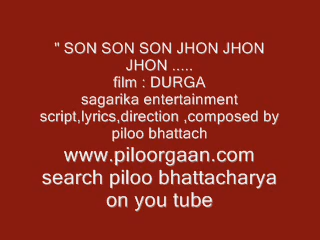 " SON SON SON JHON JHON
JHON .....
film : DURGA
sagarika entertainment
script,lyrics,direction ,composed by
piloo bhattach
www.piloorgaan.com
search piloo bhattacharya
on you tube